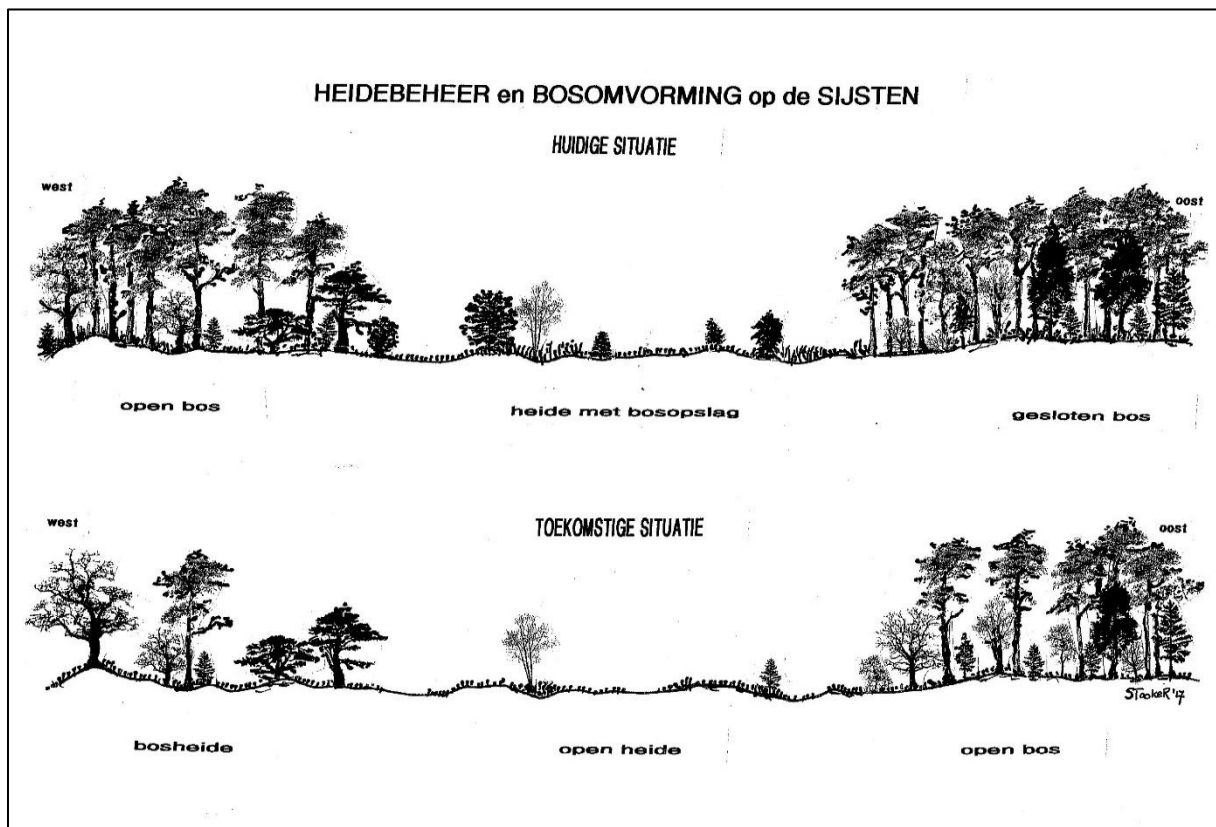 HEIDEBEHEER en BOSOMVORMING op de SIJSTEN
HUIDIGE SITUATIE
west
oost
open bos
heide met bosopslag
gesloten bos
west
TOEKOMSTIGE SITUATIE
oost
STookeR '17
bosheide
open heide
open bos